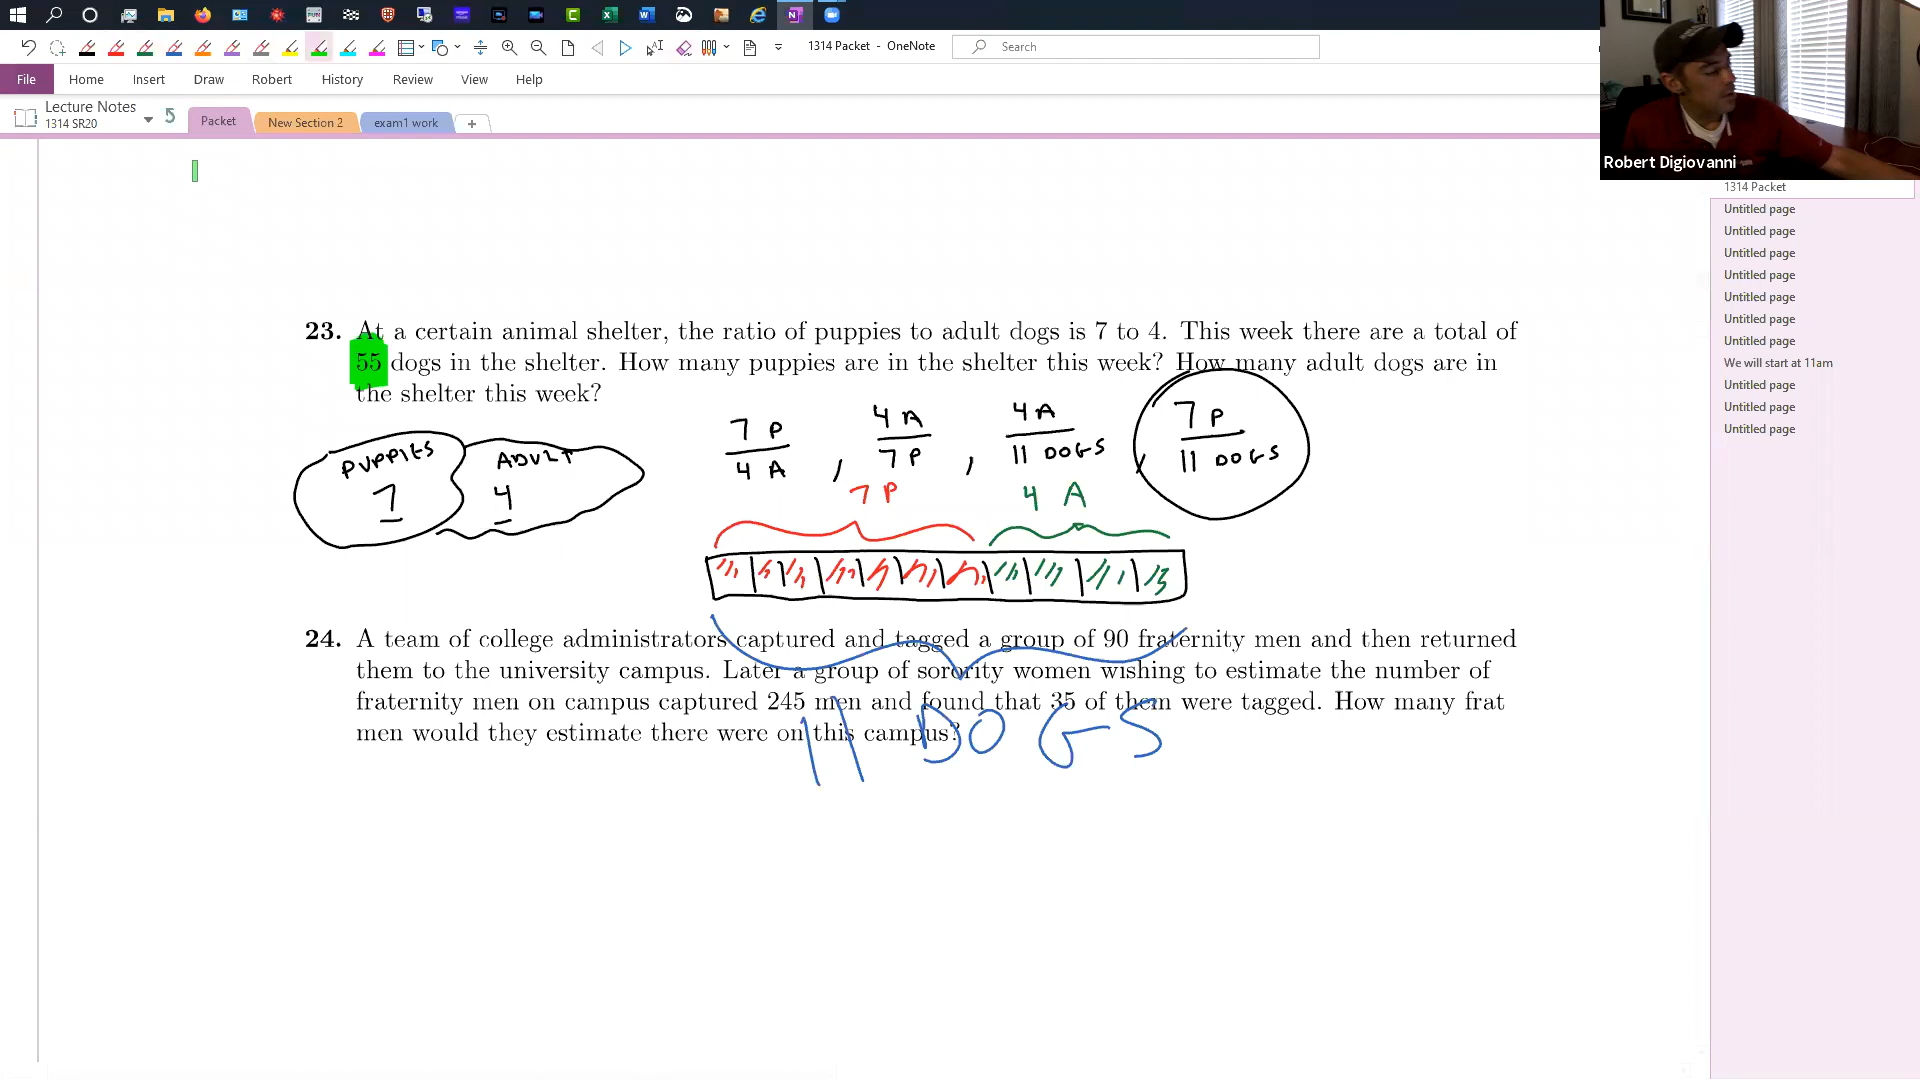 1314 Packet - OneNote
Search
File Home Insert Draw Robert History Review View Help
Lecture Notes
1314 SR20
Packet
New Section 2
exam1 work
Robert Digiovanni
1314 Packet
Untitled page
Untitled page
Untitled page
Untitled page
Untitled page
Untitled page
Untitled page
We will start at 11am
Untitled page
Untitled page
Untitled page
23. At a certain animal shelter, the ratio of puppies to adult dogs is 7 to 4. This week there are a total of
55 dogs in the shelter. How many puppies are in the shelter this week? How many adult dogs are in
the shelter this week?
PUPPIES ADULT
7 4
7 P / 4 A , 4 A / 7 P , 4 A / 11 DOGS , 7 P / 11 DOGS
7 P 4 A
24. A team of college administrators captured and tagged a group of 90 fraternity men and then returned
them to the university campus. Later a group of sorority women wishing to estimate the number of
fraternity men on campus captured 245 men and found that 35 of them were tagged. How many frat
men would they estimate there were on this campus?
11 DOGS